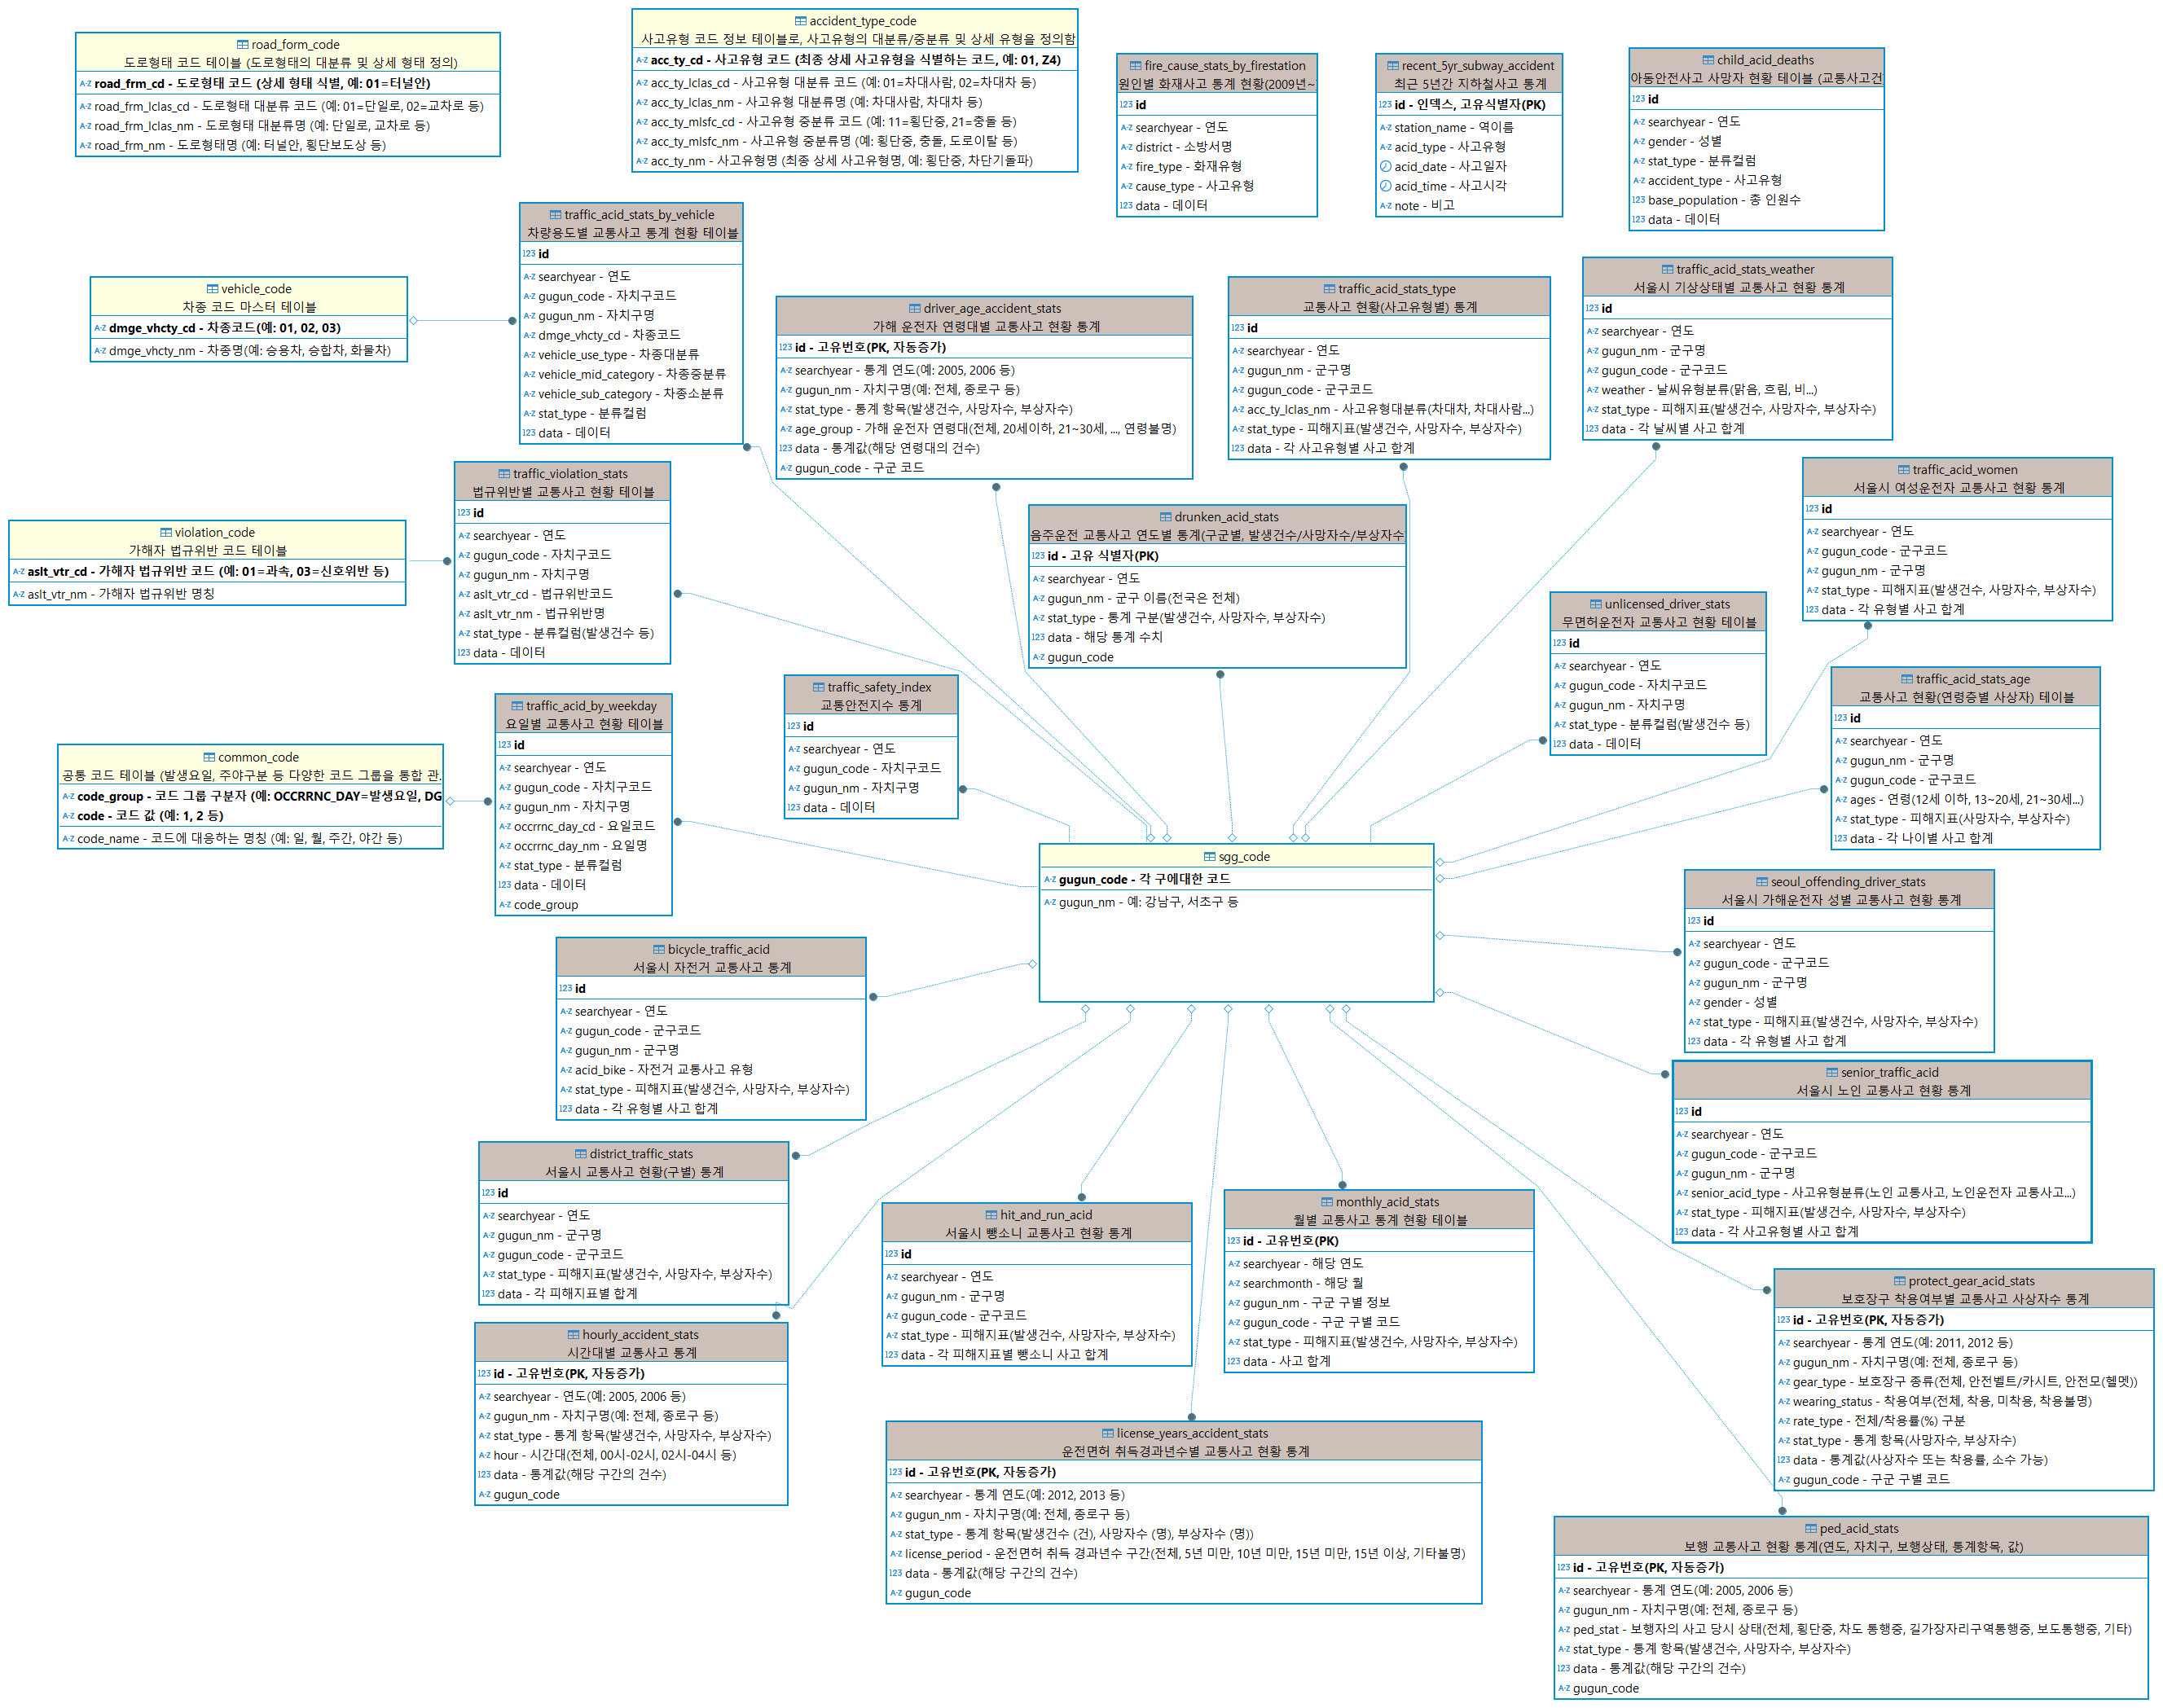 road_form_code
도로형태 코드 테이블 (도로형태의 대분류 및 상세 형태 정의)
road_frm_cd - 도로형태 코드 (상세 형태 식별, 예: 01=터널안)
road_frm_lclas_cd - 도로형태 대분류 코드 (예: 01=단일로, 02=교차로 등)
road_frm_lclas_nm - 도로형태 대분류명 (예: 단일로, 교차로 등)
road_frm_nm - 도로형태명 (예: 터널안, 횡단보도상 등)
accident_type_code
사고유형 코드 정보 테이블로, 사고유형의 대분류/중분류 및 상세 유형을 정의함
acc_ty_cd - 사고유형 코드 (최종 상세 사고유형을 식별하는 코드, 예: 01, Z4)
acc_ty_lclas_cd - 사고유형 대분류 코드 (예: 01=차대사람, 02=차대차 등)
acc_ty_lclas_nm - 사고유형 대분류명 (예: 차대사람, 차대차 등)
acc_ty_mlsfc_cd - 사고유형 중분류 코드 (예: 11=횡단중, 21=충돌 등)
acc_ty_mlsfc_nm - 사고유형 중분류명 (예: 횡단중, 충돌, 도로이탈 등)
acc_ty_nm - 사고유형명 (최종 상세 사고유형명, 예: 횡단중, 차단기돌파)
fire_cause_stats_by_firestation
원인별 화재사고 통계 현황(2009년~
123 id
searchyear - 연도
district - 소방서명
fire_type - 화재유형
cause_type - 사고유형
123 data - 데이터
recent_5yr_subway_accident
최근 5년간 지하철사고 통계
123 id - 인덱스, 고유식별자(PK)
station_name - 역이름
acid_type - 사고유형
acid_date - 사고일자
acid_time - 사고시각
note - 비고
child_acid_deaths
아동안전사고 사망자 현황 테이블 (교통사고건
123 id
searchyear - 연도
gender - 성별
stat_type - 분류컬럼
accident_type - 사고유형
123 base_population - 총 인원수
123 data - 데이터
traffic_acid_stats_by_vehicle
차량용도별 교통사고 통계 현황 테이블
123 id
searchyear - 연도
gugun_code - 자치구코드
gugun_nm - 자치구명
dmge_vhcty_cd - 차종코드
vehicle_use_type - 차종대분류
vehicle_mid_category - 차종중분류
vehicle_sub_category - 차종소분류
stat_type - 분류컬럼
123 data - 데이터
vehicle_code
차종 코드 마스터 테이블
dmge_vhcty_cd - 차종코드(예: 01, 02, 03)
dmge_vhcty_nm - 차종명(예: 승용차, 승합차, 화물차)
driver_age_accident_stats
가해 운전자 연령대별 교통사고 현황 통계
123 id - 고유번호(PK, 자동증가)
searchyear - 통계 연도(예: 2005, 2006 등)
gugun_nm - 자치구명(예: 전체, 종로구 등)
stat_type - 통계 항목(발생건수, 사망자수, 부상자수)
age_group - 가해 운전자 연령대(전체, 20세이하, 21~30세, ..., 연령불명)
123 data - 통계값(해당 연령대의 건수)
gugun_code - 구군 코드
traffic_acid_stats_type
교통사고 현황(사고유형별) 통계
123 id
searchyear - 연도
gugun_nm - 군구명
gugun_code - 군구코드
acc_ty_lclas_nm - 사고유형대분류(차대차, 차대사람...)
stat_type - 피해지표(발생건수, 사망자수, 부상자수)
123 data - 각 사고유형별 사고 합계
traffic_acid_stats_weather
서울시 기상상태별 교통사고 현황 통계
123 id
searchyear - 연도
gugun_nm - 군구명
gugun_code - 군구코드
weather - 날씨유형분류(맑음, 흐림, 비...)
stat_type - 피해지표(발생건수, 사망자수, 부상자수)
123 data - 각 날씨별 사고 합계
traffic_violation_stats
법규위반별 교통사고 현황 테이블
123 id
searchyear - 연도
gugun_code - 자치구코드
gugun_nm - 자치구명
aslt_vtr_cd - 법규위반코드
aslt_vtr_nm - 법규위반명
stat_type - 분류컬럼(발생건수 등)
123 data - 데이터
violation_code
가해자 법규위반 코드 테이블
aslt_vtr_cd - 가해자 법규위반 코드 (예: 01=과속, 03=신호위반 등)
aslt_vtr_nm - 가해자 법규위반 명칭
drunken_acid_stats
음주운전 교통사고 연도별 통계(구군별, 발생건수/사망자수/부상자수
123 id - 고유 식별자(PK)
searchyear - 연도
gugun_nm - 군구 이름(전국은 전체)
stat_type - 통계 구분(발생건수, 사망자수, 부상자수)
123 data - 해당 통계 수치
gugun_code
traffic_acid_women
서울시 여성운전자 교통사고 현황 통계
123 id
searchyear - 연도
gugun_code - 군구코드
gugun_nm - 군구명
stat_type - 피해지표(발생건수, 사망자수, 부상자수)
123 data - 각 유형별 사고 합계
unlicensed_driver_stats
무면허운전자 교통사고 현황 테이블
123 id
searchyear - 연도
gugun_code - 자치구코드
gugun_nm - 자치구명
stat_type - 분류컬럼(발생건수 등)
123 data - 데이터
traffic_acid_stats_age
교통사고 현황(연령층별 사상자) 테이블
123 id
searchyear - 연도
gugun_nm - 군구명
gugun_code - 군구코드
ages - 연령(12세 이하, 13~20세, 21~30세...)
stat_type - 피해지표(사망자수, 부상자수)
123 data - 각 나이별 사고 합계
traffic_safety_index
교통안전지수 통계
123 id
searchyear - 연도
gugun_code - 자치구코드
gugun_nm - 자치구명
123 data - 데이터
traffic_acid_by_weekday
요일별 교통사고 현황 테이블
123 id
searchyear - 연도
gugun_code - 자치구코드
gugun_nm - 자치구명
occrrnc_day_cd - 요일코드
occrrnc_day_nm - 요일명
stat_type - 분류컬럼
123 data - 데이터
code_group
common_code
공통 코드 테이블 (발생요일, 주야구분 등 다양한 코드 그룹을 통합 관.
code_group - 코드 그룹 구분자 (예: OCCRRNC_DAY=발생요일, DG
code - 코드 값 (예: 1, 2 등)
code_name - 코드에 대응하는 명칭 (예: 일, 월, 주간, 야간 등)
sgg_code
gugun_code - 각 구에대한 코드
gugun_nm - 예: 강남구, 서초구 등
seoul_offending_driver_stats
서울시 가해운전자 성별 교통사고 현황 통계
123 id
searchyear - 연도
gugun_code - 군구코드
gugun_nm - 군구명
gender - 성별
stat_type - 피해지표(발생건수, 사망자수, 부상자수)
123 data - 각 유형별 사고 합계
bicycle_traffic_acid
서울시 자전거 교통사고 통계
123 id
searchyear - 연도
gugun_code - 군구코드
gugun_nm - 군구명
acid_bike - 자전거 교통사고 유형
stat_type - 피해지표(발생건수, 사망자수, 부상자수)
123 data - 각 유형별 사고 합계
senior_traffic_acid
서울시 노인 교통사고 현황 통계
123 id
searchyear - 연도
gugun_code - 군구코드
gugun_nm - 군구명
senior_acid_type - 사고유형분류(노인 교통사고, 노인운전자 교통사고...)
stat_type - 피해지표(발생건수, 사망자수, 부상자수)
123 data - 각 사고유형별 사고 합계
district_traffic_stats
서울시 교통사고 현황(구별) 통계
123 id
searchyear - 연도
gugun_nm - 군구명
gugun_code - 군구코드
stat_type - 피해지표(발생건수, 사망자수, 부상자수)
123 data - 각 피해지표별 합계
hit_and_run_acid
서울시 뺑소니 교통사고 현황 통계
123 id
searchyear - 연도
gugun_nm - 군구명
gugun_code - 군구코드
stat_type - 피해지표(발생건수, 사망자수, 부상자수)
123 data - 각 피해지표별 뺑소니 사고 합계
monthly_acid_stats
월별 교통사고 통계 현황 테이블
123 id - 고유번호(PK)
searchyear - 해당 연도
searchmonth - 해당 월
gugun_nm - 구군 구별 정보
gugun_code - 구군 구별 코드
stat_type - 피해지표(발생건수, 사망자수, 부상자수)
123 data - 사고 합계
protect_gear_acid_stats
보호장구 착용여부별 교통사고 사상자수 통계
123 id - 고유번호(PK, 자동증가)
searchyear - 통계 연도(예: 2011, 2012 등)
gugun_nm - 자치구명(예: 전체, 종로구 등)
gear_type - 보호장구 종류(전체, 안전벨트/카시트, 안전모(헬멧))
wearing_status - 착용여부(전체, 착용, 미착용, 착용불명)
rate_type - 전체/착용률(%) 구분
stat_type - 통계 항목(사망자수, 부상자수)
123 data - 통계값(사상자수 또는 착용률, 소수 가능)
gugun_code - 구군 구별 코드
hourly_accident_stats
시간대별 교통사고 통계
123 id - 고유번호(PK, 자동증가)
searchyear - 연도(예: 2005, 2006 등)
gugun_nm - 자치구명(예: 전체, 종로구 등)
stat_type - 통계 항목(발생건수, 사망자수, 부상자수)
hour - 시간대(전체, 00시-02시, 02시-04시 등)
123 data - 통계값(해당 구간의 건수)
gugun_code
license_years_accident_stats
운전면허 취득경과년수별 교통사고 현황 통계
123 id - 고유번호(PK, 자동증가)
searchyear - 통계 연도(예: 2012, 2013 등)
gugun_nm - 자치구명(예: 전체, 종로구 등)
stat_type - 통계 항목(발생건수 (건), 사망자수 (명), 부상자수 (명))
license_period - 운전면허 취득 경과년수 구간(전체, 5년 미만, 10년 미만, 15년 미만, 15년 이상, 기타불명)
123 data - 통계값(해당 구간의 건수)
gugun_code
ped_acid_stats
보행 교통사고 현황 통계(연도, 자치구, 보행상태, 통계항목, 값)
123 id - 고유번호(PK, 자동증가)
searchyear - 통계 연도(예: 2005, 2006 등)
gugun_nm - 자치구명(예: 전체, 종로구 등)
ped_stat - 보행자의 사고 당시 상태(전체, 횡단중, 차도 통행중, 길가장자리구역통행중, 보도통행중, 기타)
stat_type - 통계 항목(발생건수, 사망자수, 부상자수)
123 data - 통계값(해당 구간의 건수)
gugun_code